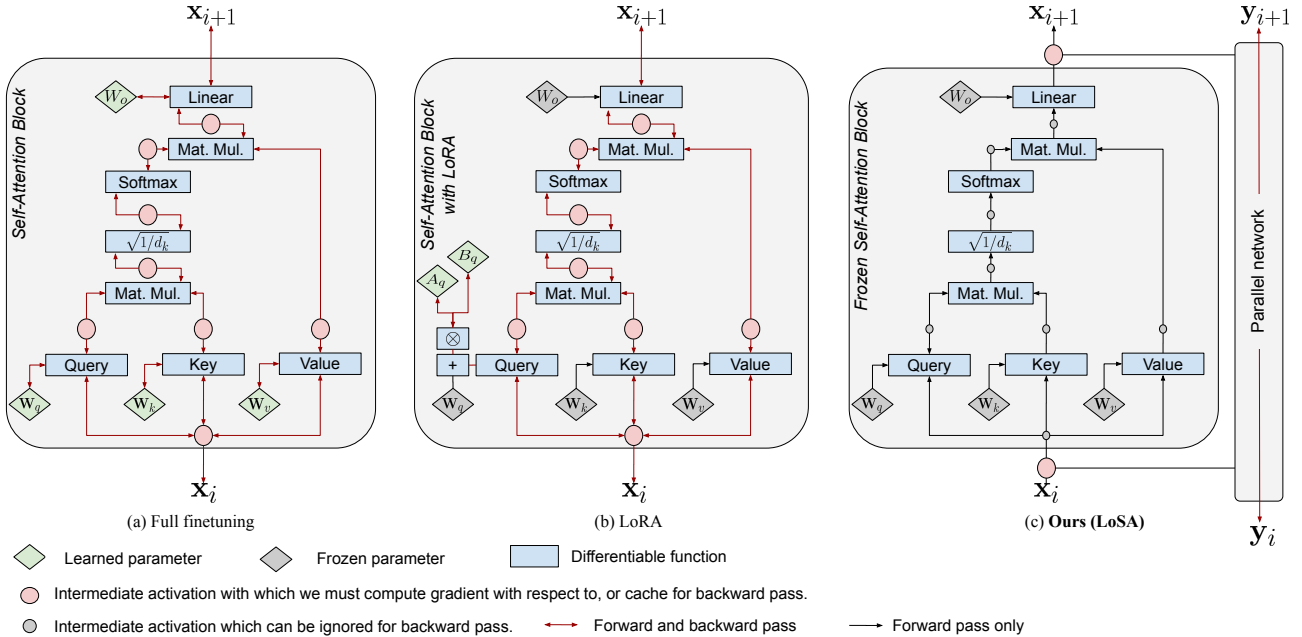 x_{i+1}
Self-Attention Block
W_o
Linear
Mat. Mul.
Softmax
√1/d_k
Mat. Mul.
Query
Key
Value
W_q
W_k
W_v
x_i
(a) Full finetuning
x_{i+1}
Self-Attention Block
with LoRA
W_o
Linear
Mat. Mul.
Softmax
√1/d_k
A_q
B_q
Mat. Mul.
⊗
+
Query
Key
Value
W_q
W_k
W_v
x_i
(b) LoRA
x_{i+1}
y_{i+1}
Frozen Self-Attention Block
W_o
Linear
Mat. Mul.
Softmax
√1/d_k
Mat. Mul.
Query
Key
Value
W_q
W_k
W_v
Parallel network
x_i
y_i
(c) Ours (LoSA)
Learned parameter
Frozen parameter
Differentiable function
Intermediate activation with which we must compute gradient with respect to, or cache for backward pass.
Intermediate activation which can be ignored for backward pass.
Forward and backward pass
Forward pass only